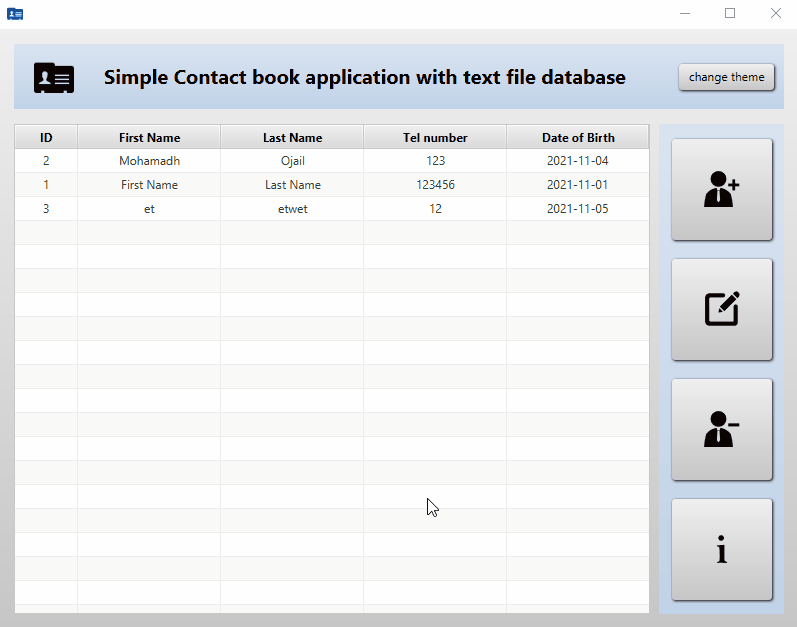 Simple Contact book application with text file database
change theme
ID First Name Last Name Tel number Date of Birth
2 Mohamadh Ojail 123 2021-11-04
1 First Name Last Name 123456 2021-11-01
3 et etwet 12 2021-11-05